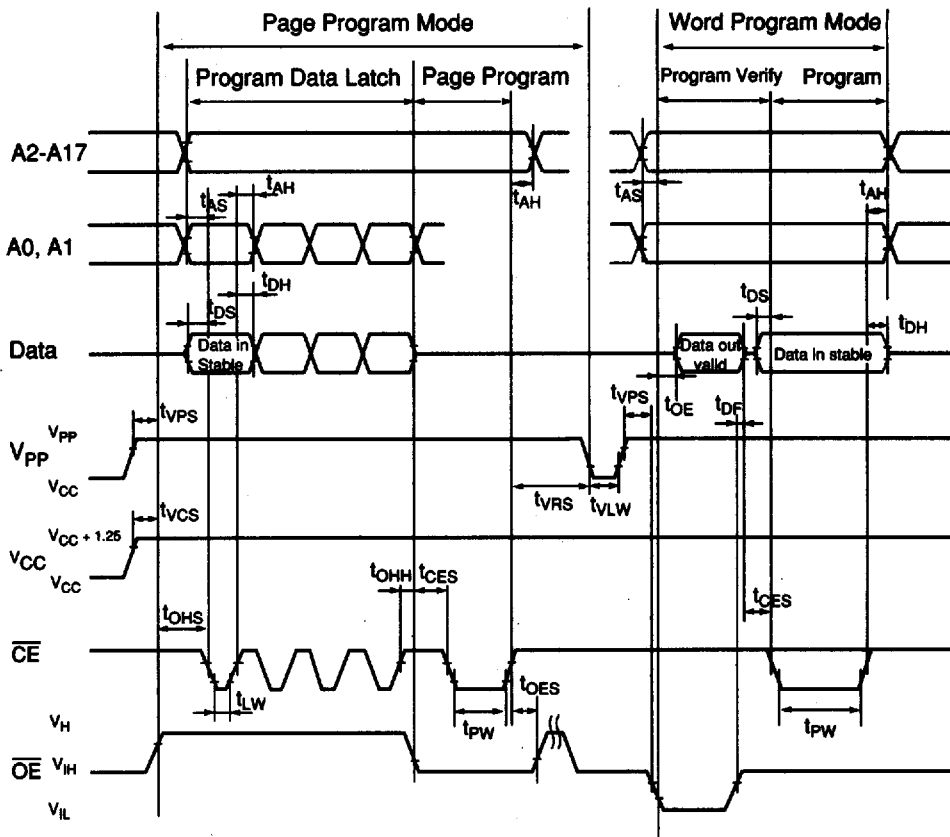 Page Program Mode Word Program Mode
Program Data Latch Page Program Program Verify Program
A2-A17
tAH tAH tAS tAH
tAS
A0, A1
tDH tDS
tDS tDH
Data Data in Stable Data out valid Data in stable
tVPS tVPS tOE tDF
VPP
VPP
VCC
tVRS tVLW
tVCS
VCC + 1.25
VCC
VCC
tOHH tCES tCES
tOHS
CE
tLW tOES
tPW tPW
VH
OE VIH
VIL